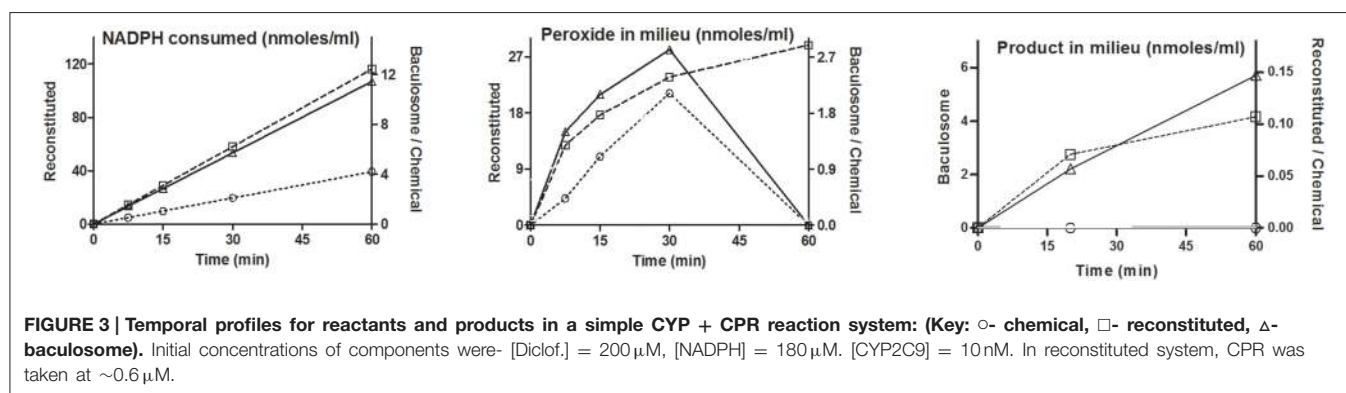 NADPH consumed (nmoles/ml)
120
80
40
0
Reconstituted
12
8
4
0
Baculosome / Chemical
0 15 30 45 60
Time (min)
Peroxide in milieu (nmoles/ml)
27
18
9
0
Reconstituted
2.7
1.8
0.9
0.0
Baculosome / Chemical
0 15 30 45 60
Time (min)
Product in milieu (nmoles/ml)
6
4
2
0
Baculosome
0.15
0.10
0.05
0.00
Reconstituted / Chemical
0 15 30 45 60
Time (min)
FIGURE 3 | Temporal profiles for reactants and products in a simple CYP + CPR reaction system: (Key: ○- chemical, □- reconstituted, △-
baculosome). Initial concentrations of components were- [Diclof.] = 200 μM, [NADPH] = 180 μM. [CYP2C9] = 10 nM. In reconstituted system, CPR was
taken at ~0.6 μM.